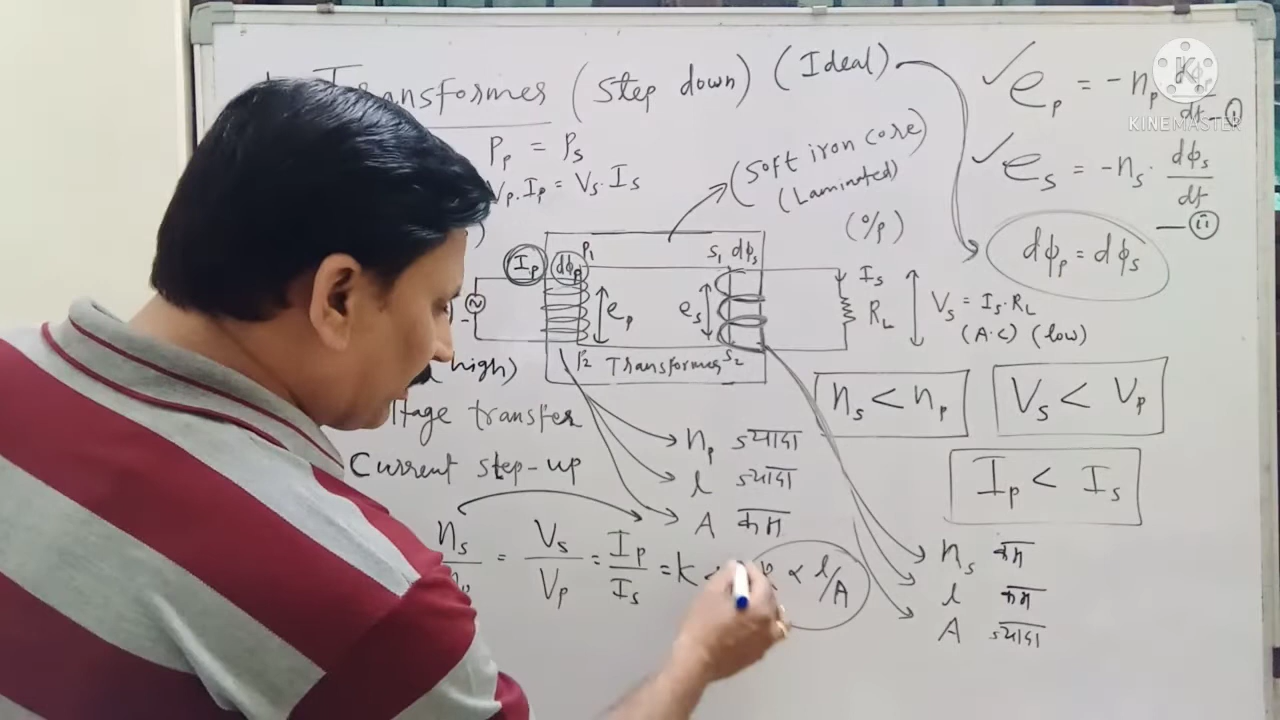 Transformer (Step down) (Ideal)
Pp = Ps
Vp.Ip = Vs.Is
(Soft iron core)
(Laminated)
(o/p)
ep = -np dφp/dt - (i)
es = -ns. dφs/dt - (ii)
dφp = dφs
Ip dφp P1
S1 dφs
ep
es
P2 Transformer S2
Is
RL
Vs = Is.RL
(A.C) (low)
high)
ns < np
Vs < Vp
Ip < Is
transfer
Current step-up
np ज्यादा
l ज्यादा
A कम
ns = Vs/Vp = Ip/Is = k <
R ∝ l/A
ns कम
l कम
A ज्यादा
K
KINEMASTER